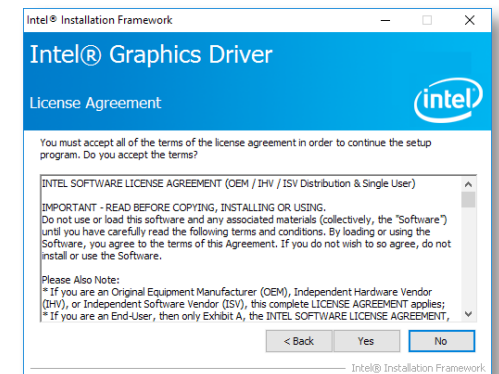 Intel® Installation Framework
Intel® Graphics Driver
License Agreement
intel
You must accept all of the terms of the license agreement in order to continue the setup
program. Do you accept the terms?
INTEL SOFTWARE LICENSE AGREEMENT (OEM / IHV / ISV Distribution & Single User)
IMPORTANT - READ BEFORE COPYING, INSTALLING OR USING.
Do not use or load this software and any associated materials (collectively, the "Software")
until you have carefully read the following terms and conditions. By loading or using the
Software, you agree to the terms of this Agreement. If you do not wish to so agree, do not
install or use the Software.
Please Also Note:
* If you are an Original Equipment Manufacturer (OEM), Independent Hardware Vendor
(IHV), or Independent Software Vendor (ISV), this complete LICENSE AGREEMENT applies;
* If you are an End-User, then only Exhibit A, the INTEL SOFTWARE LICENSE AGREEMENT,
< Back Yes No
Intel® Installation Framework